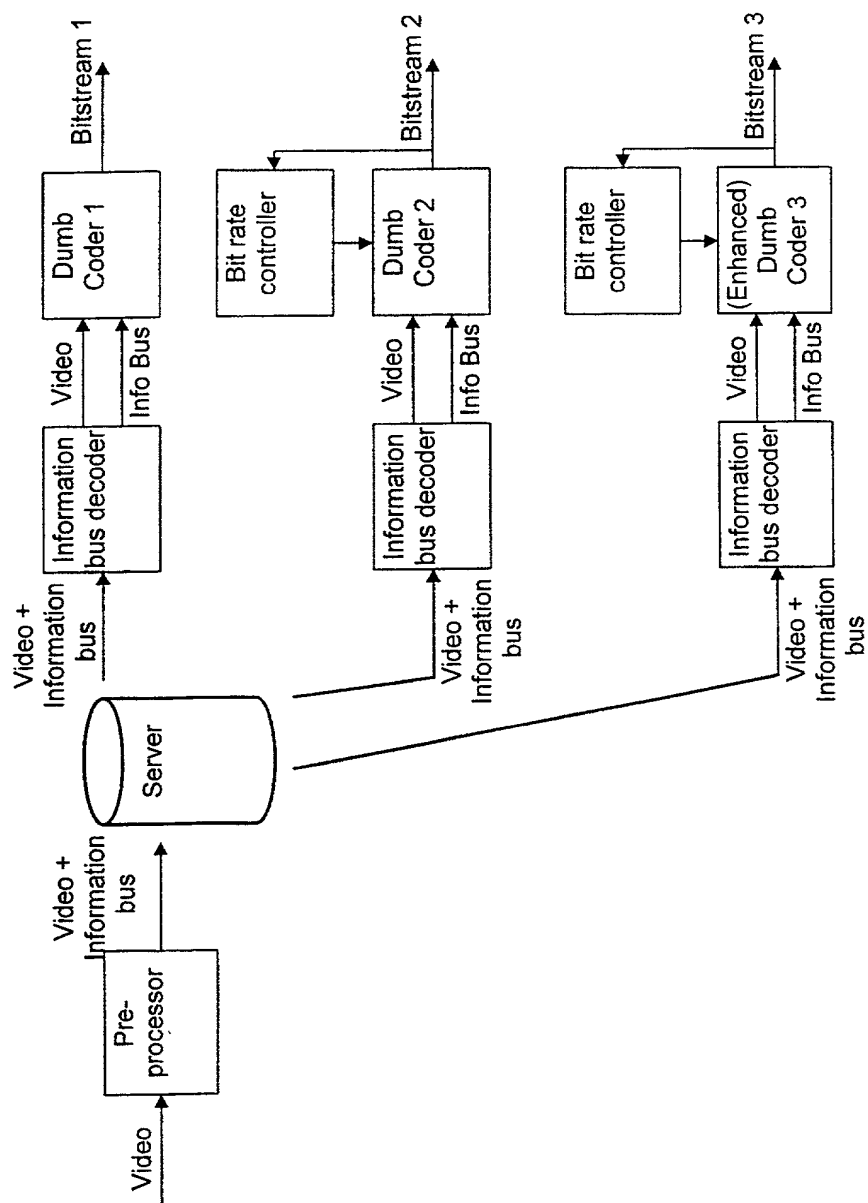 Video
Pre-
processor
Video +
Information
bus
Server
Video +
Information
bus
Information
bus decoder
Video
Info Bus
Dumb
Coder 1
Bitstream 1
Video +
Information
bus
Information
bus decoder
Video
Info Bus
Bit rate
controller
Dumb
Coder 2
Bitstream 2
Video +
Information
bus
Information
bus decoder
Video
Info Bus
Bit rate
controller
(Enhanced)
Dumb
Coder 3
Bitstream 3